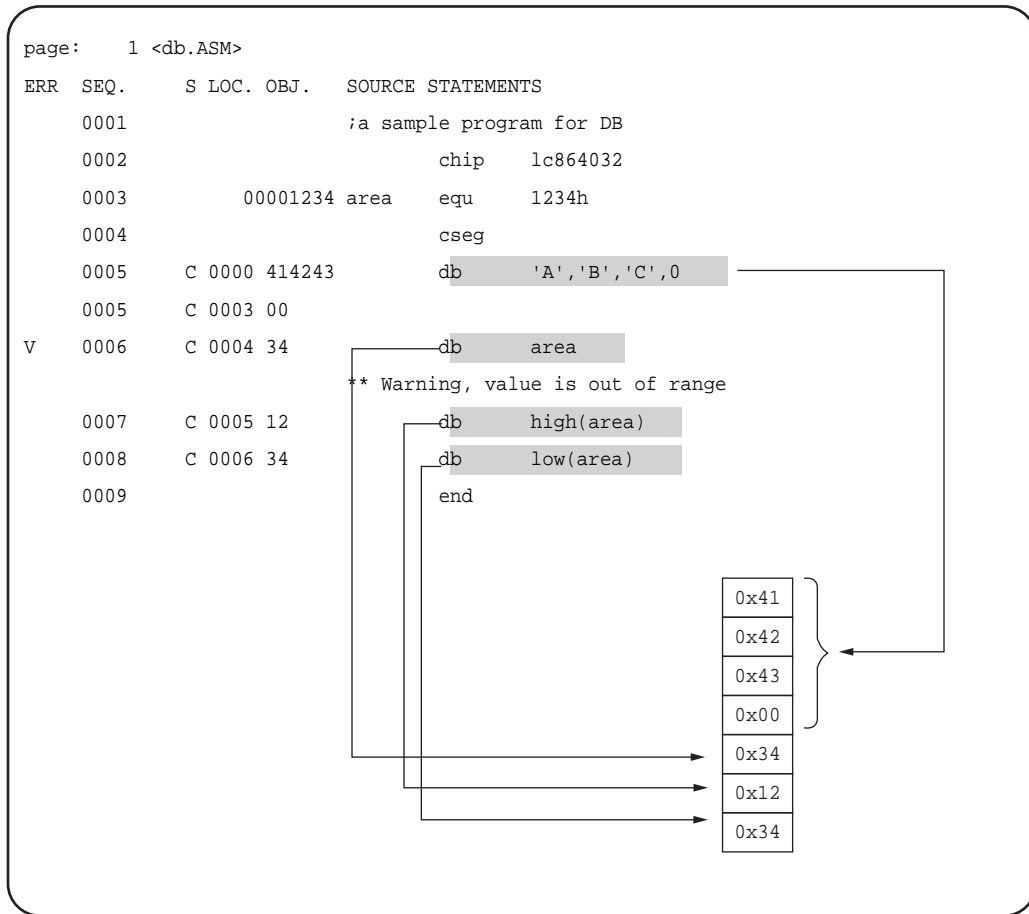 page:    1 <db.ASM>
ERR  SEQ.      S LOC. OBJ.   SOURCE STATEMENTS
     0001                    ;a sample program for DB
     0002                            chip    lc864032
     0003           00001234 area    equ     1234h
     0004                            cseg
     0005      C 0000 414243         db      'A','B','C',0
     0005      C 0003 00
V    0006      C 0004 34             db      area
                             ** Warning, value is out of range
     0007      C 0005 12             db      high(area)
     0008      C 0006 34             db      low(area)
     0009                            end
0x41
0x42
0x43
0x00
0x34
0x12
0x34